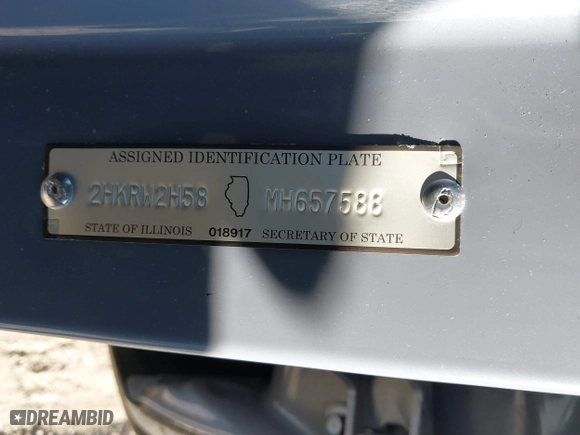 ASSIGNED IDENTIFICATION PLATE
2HKRW2H58 MH657588
STATE OF ILLINOIS 018917 SECRETARY OF STATE
DREAMBID